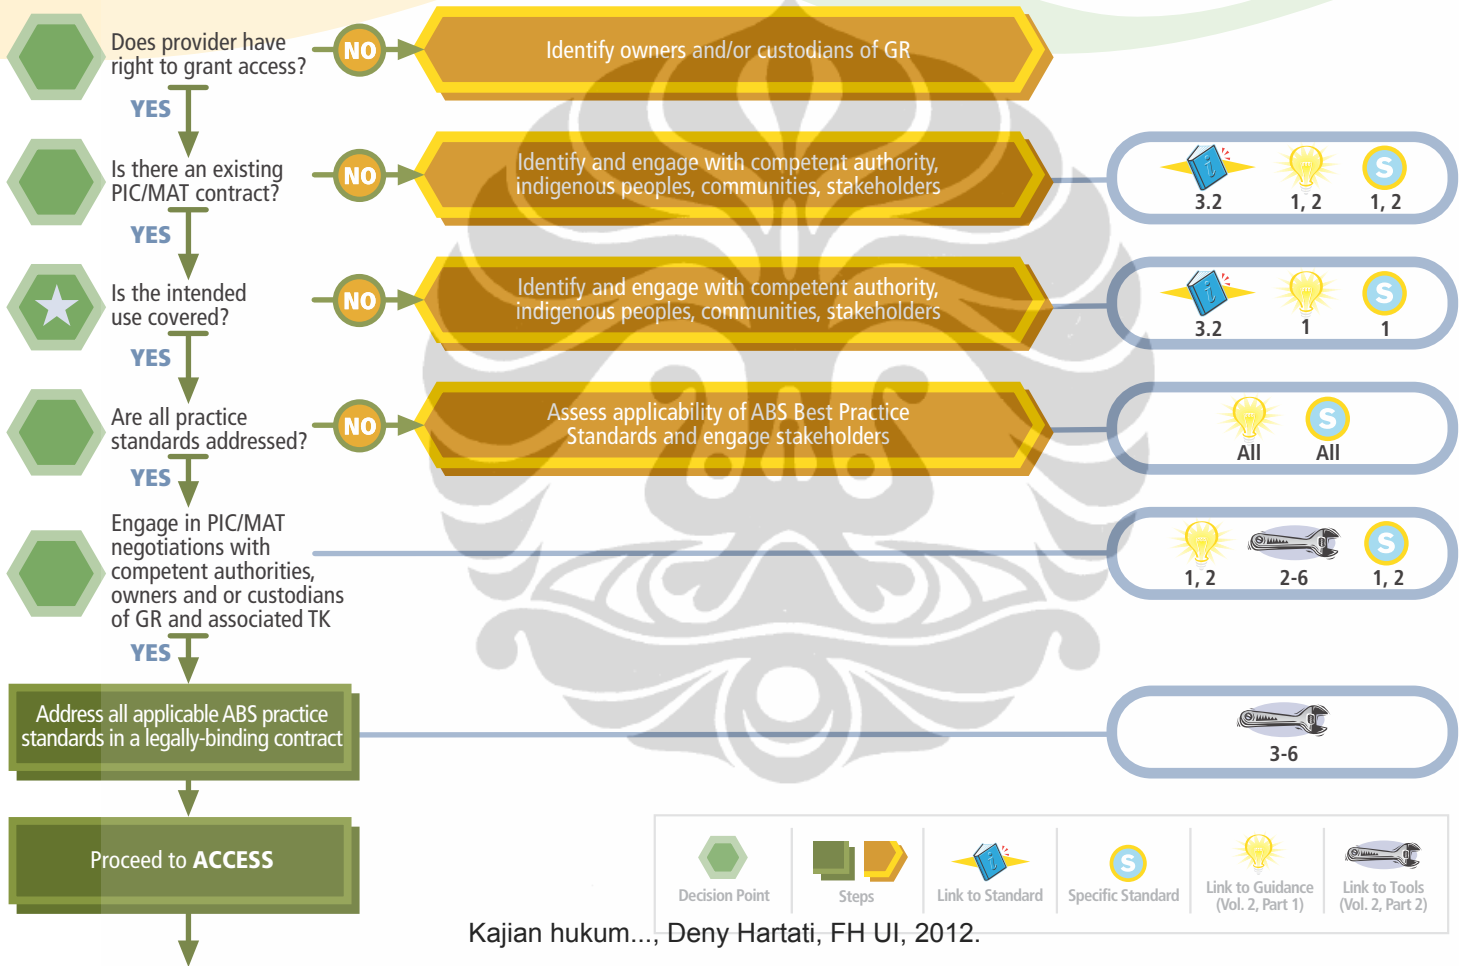 Does provider have
right to grant access?
NO
Identify owners and/or custodians of GR
YES
Is there an existing
PIC/MAT contract?
NO
Identify and engage with competent authority,
indigenous peoples, communities, stakeholders
3.2
1, 2
1, 2
YES
Is the intended
use covered?
NO
Identify and engage with competent authority,
indigenous peoples, communities, stakeholders
3.2
1
1
YES
Are all practice
standards addressed?
NO
Assess applicability of ABS Best Practice
Standards and engage stakeholders
All
All
YES
Engage in PIC/MAT
negotiations with
competent authorities,
owners and or custodians
of GR and associated TK
1, 2
2-6
1, 2
YES
Address all applicable ABS practice
standards in a legally-binding contract
3-6
Proceed to ACCESS
Decision Point
Steps
Link to Standard
Specific Standard
Link to Guidance
(Vol. 2, Part 1)
Link to Tools
(Vol. 2, Part 2)
Kajian hukum..., Deny Hartati, FH UI, 2012.